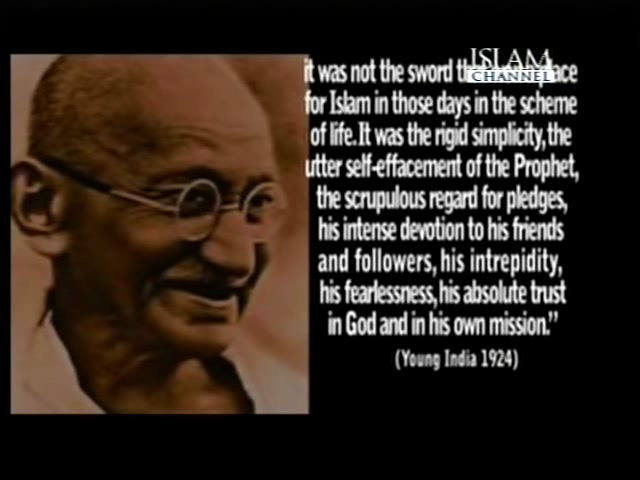 ISLAM
CHANNEL
it was not the sword
for Islam in those days in the scheme
of life.It was the rigid simplicity,the
utter self-effacement of the Prophet,
the scrupulous regard for pledges,
his intense devotion to his friends
and followers, his intrepidity,
his fearlessness,his absolute trust
in God and in his own mission."
(Young India 1924)